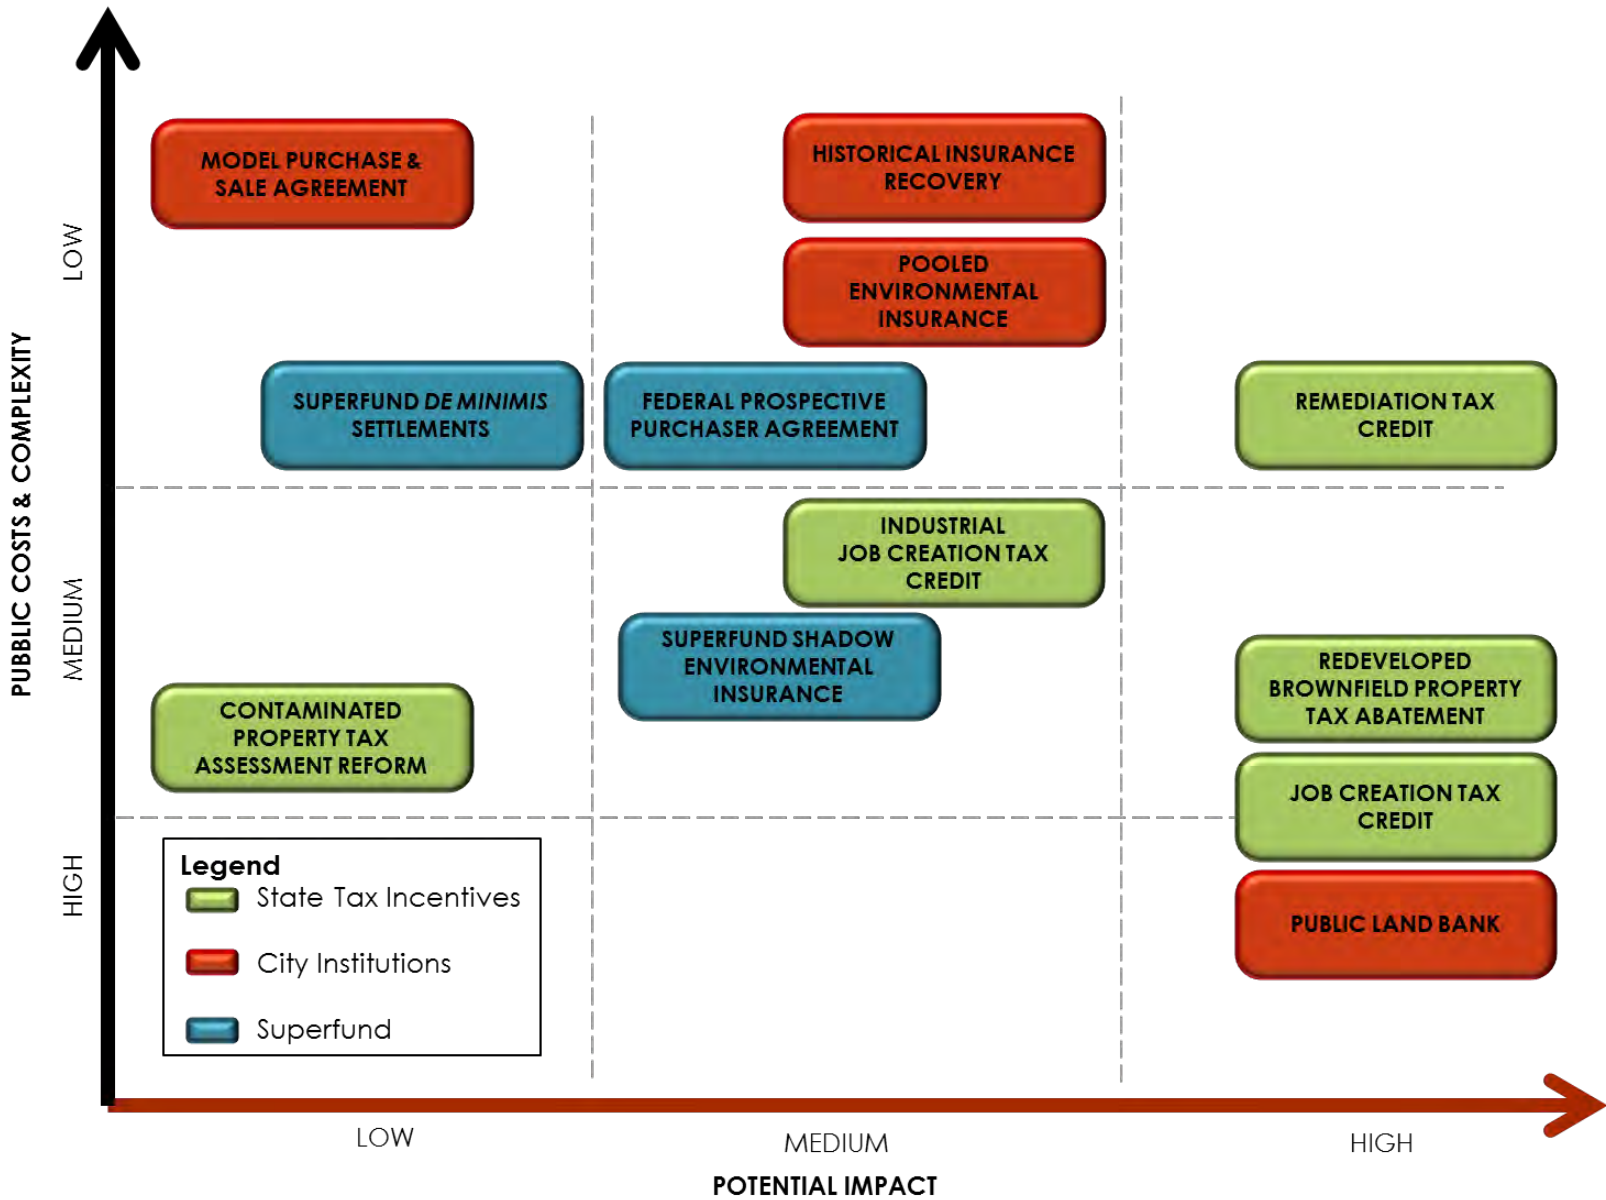 MODEL PURCHASE &
SALE AGREEMENT
HISTORICAL INSURANCE
RECOVERY
POOLED
ENVIRONMENTAL
INSURANCE
LOW
SUPERFUND DE MINIMIS
SETTLEMENTS
FEDERAL PROSPECTIVE
PURCHASER AGREEMENT
REMEDIATION TAX
CREDIT
PUBBLIC COSTS & COMPLEXITY
INDUSTRIAL
JOB CREATION TAX
CREDIT
MEDIUM
SUPERFUND SHADOW
ENVIRONMENTAL
INSURANCE
REDEVELOPED
BROWNFIELD PROPERTY
TAX ABATEMENT
CONTAMINATED
PROPERTY TAX
ASSESSMENT REFORM
JOB CREATION TAX
CREDIT
HIGH
PUBLIC LAND BANK
Legend
State Tax Incentives
City Institutions
Superfund
LOW
MEDIUM
HIGH
POTENTIAL IMPACT